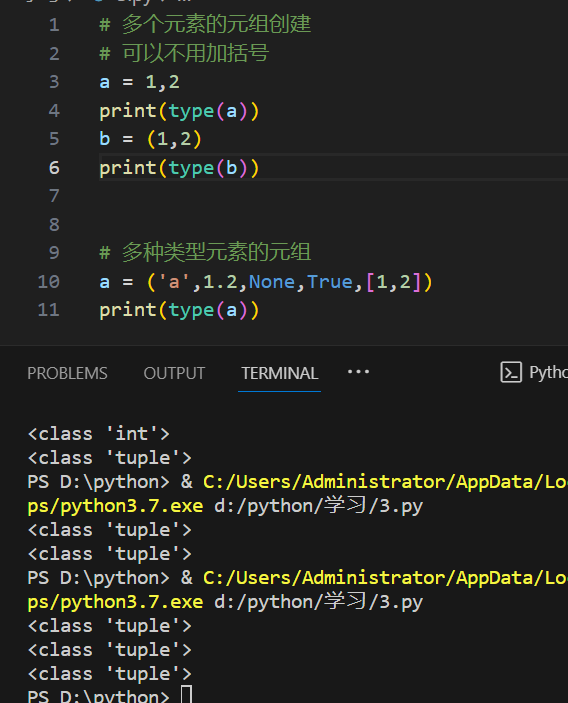 1 # 多个元素的元组创建
2 # 可以不用加括号
3 a = 1,2
4 print(type(a))
5 b = (1,2)
6 print(type(b))
7
8
9 # 多种类型元素的元组
10 a = ('a',1.2,None,True,[1,2])
11 print(type(a))
PROBLEMS OUTPUT TERMINAL ··· Pytho
<class 'int'>
<class 'tuple'>
PS D:\python> & C:/Users/Administrator/AppData/Lo
ps/python3.7.exe d:/python/学习/3.py
<class 'tuple'>
<class 'tuple'>
PS D:\python> & C:/Users/Administrator/AppData/Lo
ps/python3.7.exe d:/python/学习/3.py
<class 'tuple'>
<class 'tuple'>
<class 'tuple'>
PS D:\python>